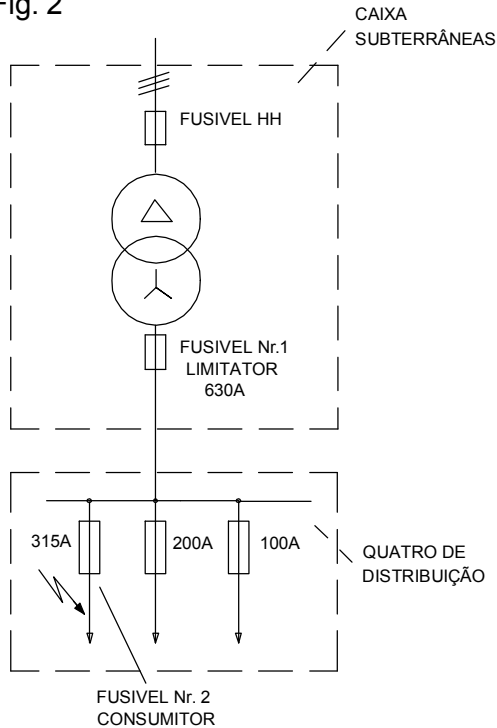 Fig. 2
CAIXA
SUBTERRÂNEAS
FUSIVEL HH
FUSIVEL Nr.1
LIMITATOR
630A
315A
200A
100A
QUATRO DE
DISTRIBUIÇÃO
FUSIVEL Nr. 2
CONSUMITOR